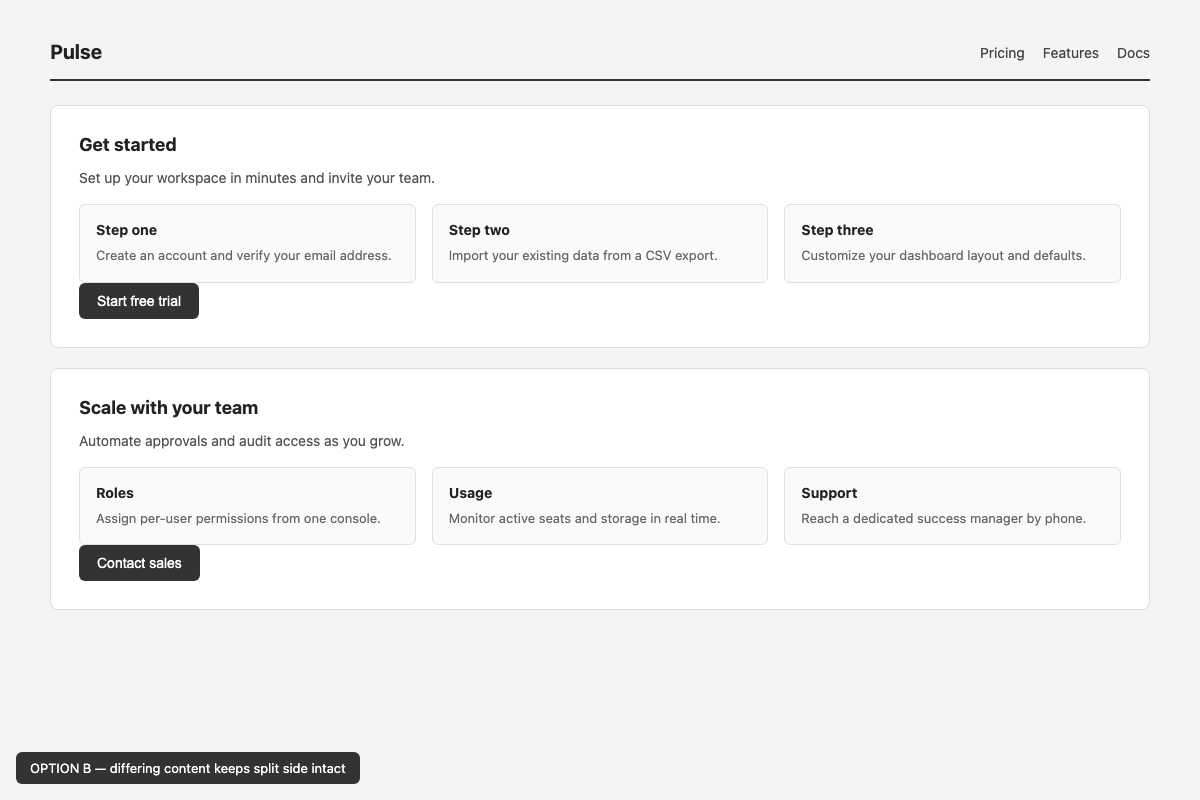 Pulse
Pricing Features Docs
Get started
Set up your workspace in minutes and invite your team.
Step one
Create an account and verify your email address.
Step two
Import your existing data from a CSV export.
Step three
Customize your dashboard layout and defaults.
Start free trial
Scale with your team
Automate approvals and audit access as you grow.
Roles
Assign per-user permissions from one console.
Usage
Monitor active seats and storage in real time.
Support
Reach a dedicated success manager by phone.
Contact sales
OPTION B — differing content keeps split side intact